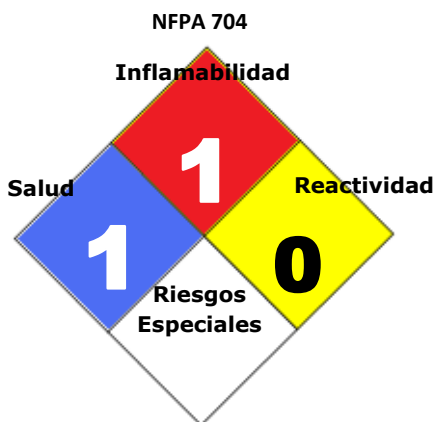 NFPA 704
Inflamabilidad
1
Salud
Reactividad
1
0
Riesgos
Especiales